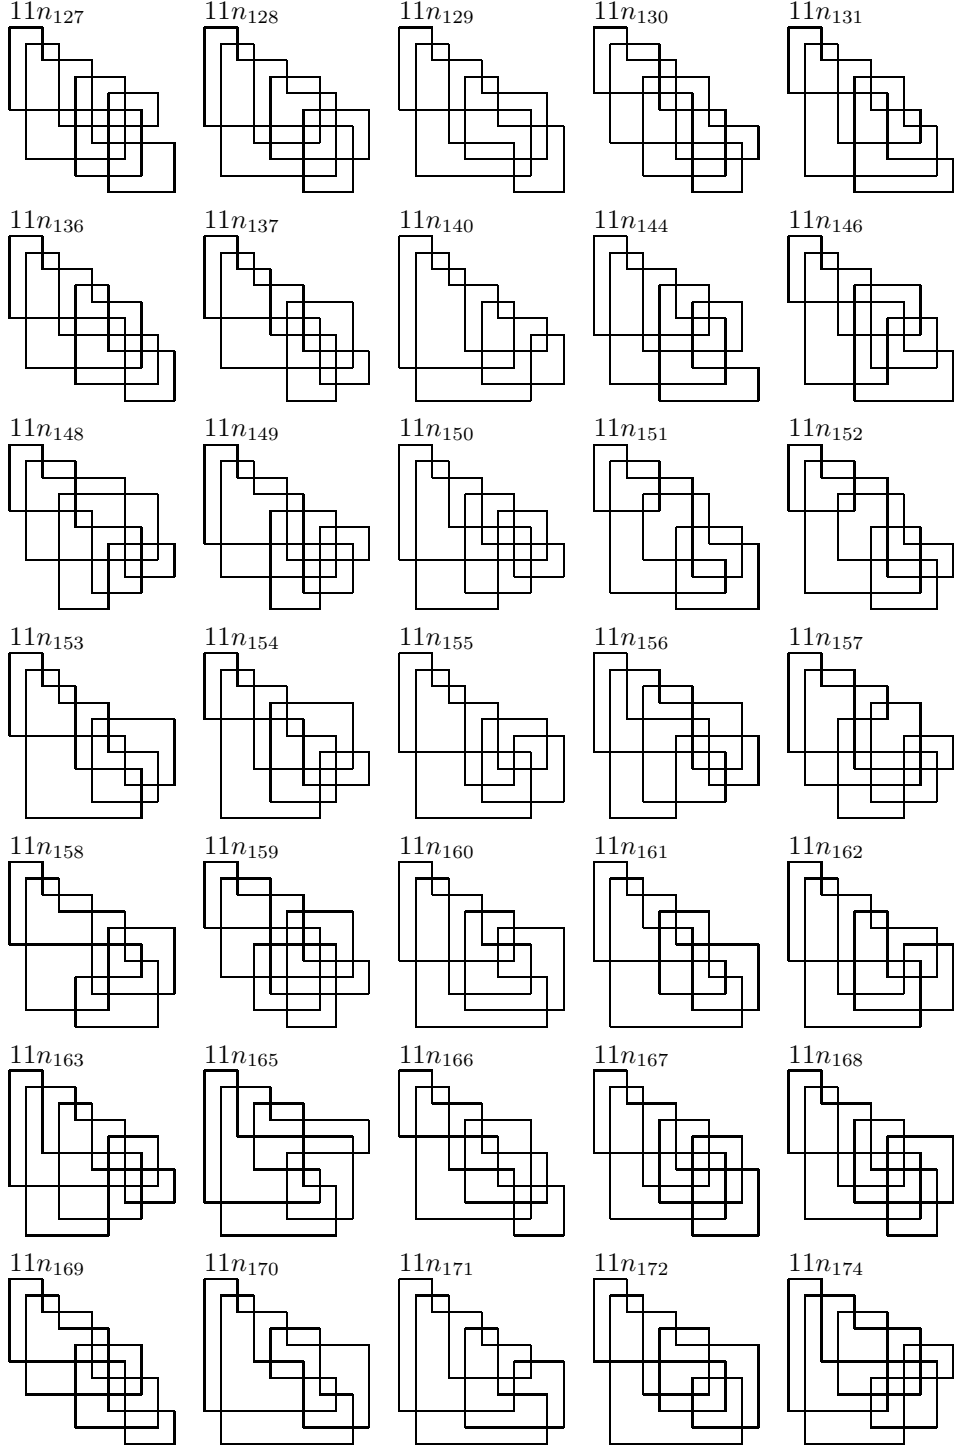 11n₁₂₇ 11n₁₂₈ 11n₁₂₉ 11n₁₃₀ 11n₁₃₁
11n₁₃₆ 11n₁₃₇ 11n₁₄₀ 11n₁₄₄ 11n₁₄₆
11n₁₄₈ 11n₁₄₉ 11n₁₅₀ 11n₁₅₁ 11n₁₅₂
11n₁₅₃ 11n₁₅₄ 11n₁₅₅ 11n₁₅₆ 11n₁₅₇
11n₁₅₈ 11n₁₅₉ 11n₁₆₀ 11n₁₆₁ 11n₁₆₂
11n₁₆₃ 11n₁₆₅ 11n₁₆₆ 11n₁₆₇ 11n₁₆₈
11n₁₆₉ 11n₁₇₀ 11n₁₇₁ 11n₁₇₂ 11n₁₇₄